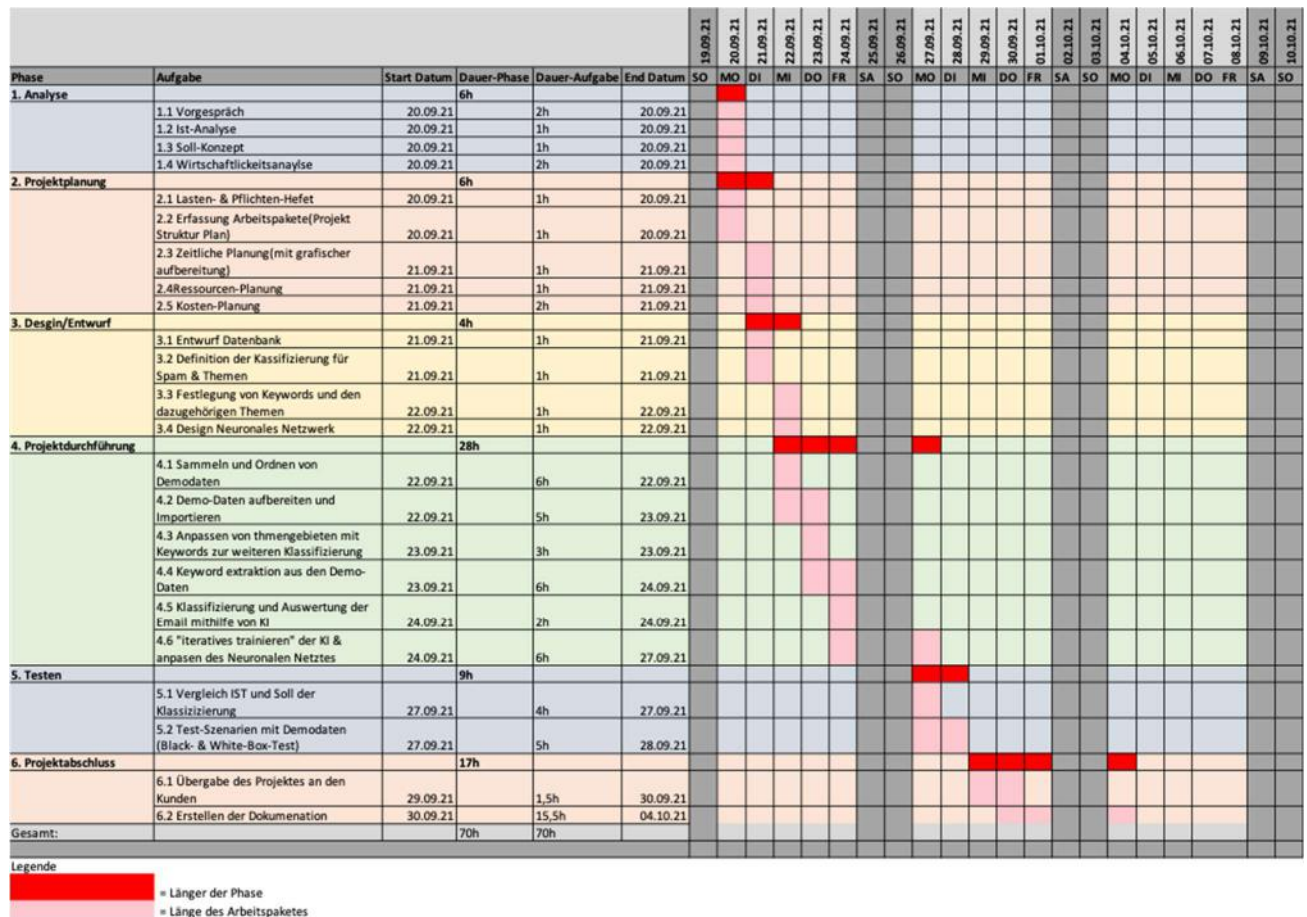 19.09.21 20.09.21 21.09.21 22.09.21 23.09.21 24.09.21 25.09.21 26.09.21 27.09.21 28.09.21 29.09.21 30.09.21 01.10.21 02.10.21 03.10.21 04.10.21 05.10.21 06.10.21 07.10.21 08.10.21 09.10.21 10.10.21
Phase Aufgabe Start Datum Dauer-Phase Dauer-Aufgabe End Datum SO MO DI MI DO FR SA SO MO DI MI DO FR SA SO MO DI MI DO FR SA SO
1. Analyse 6h
1.1 Vorgespräch 20.09.21 2h 20.09.21
1.2 Ist-Analyse 20.09.21 1h 20.09.21
1.3 Soll-Konzept 20.09.21 1h 20.09.21
1.4 Wirtschaftlickeitsanaylse 20.09.21 2h 20.09.21
2. Projektplanung 6h
2.1 Lasten- & Pflichten-Hefet 20.09.21 1h 20.09.21
2.2 Erfassung Arbeitspakete(Projekt
Struktur Plan) 20.09.21 1h 20.09.21
2.3 Zeitliche Planung(mit grafischer
aufbereitung) 21.09.21 1h 21.09.21
2.4Ressourcen-Planung 21.09.21 1h 21.09.21
2.5 Kosten-Planung 21.09.21 2h 21.09.21
3. Desgin/Entwurf 4h
3.1 Entwurf Datenbank 21.09.21 1h 21.09.21
3.2 Definition der Kassifizierung für
Spam & Themen 21.09.21 1h 21.09.21
3.3 Festlegung von Keywords und den
dazugehörigen Themen 22.09.21 1h 22.09.21
3.4 Design Neuronales Netzwerk 22.09.21 1h 22.09.21
4. Projektdurchführung 28h
4.1 Sammeln und Ordnen von
Demodaten 22.09.21 6h 22.09.21
4.2 Demo-Daten aufbereiten und
Importieren 22.09.21 5h 23.09.21
4.3 Anpassen von thmengebieten mit
Keywords zur weiteren Klassifizierung 23.09.21 3h 23.09.21
4.4 Keyword extraktion aus den Demo-
Daten 23.09.21 6h 24.09.21
4.5 Klassifizierung und Auswertung der
Email mithilfe von KI 24.09.21 2h 24.09.21
4.6 "iteratives trainieren" der KI &
anpasen des Neuronalen Netztes 24.09.21 6h 27.09.21
5. Testen 9h
5.1 Vergleich IST und Soll der
Klassizizierung 27.09.21 4h 27.09.21
5.2 Test-Szenarien mit Demodaten
(Black- & White-Box-Test) 27.09.21 5h 28.09.21
6. Projektabschluss 17h
6.1 Übergabe des Projektes an den
Kunden 29.09.21 1,5h 30.09.21
6.2 Erstellen der Dokumenation 30.09.21 15,5h 04.10.21
Gesamt: 70h 70h
Legende
= Länger der Phase
= Länge des Arbeitspaketes